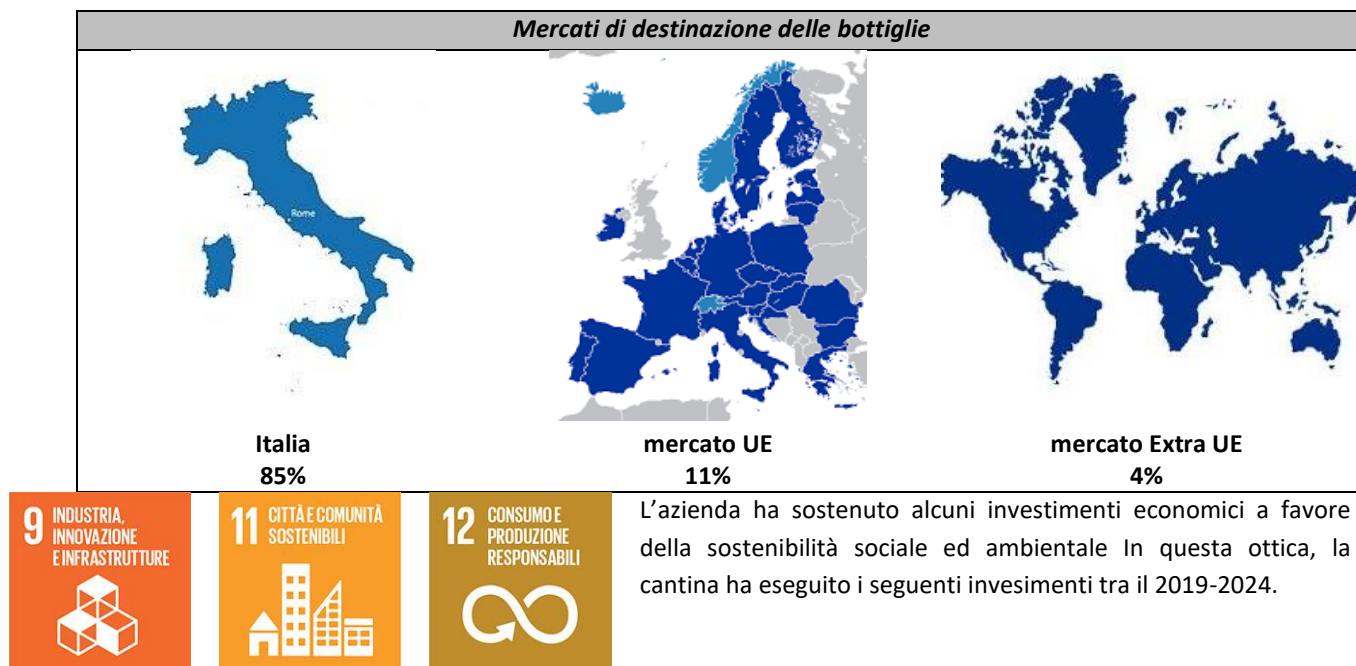 Mercati di destinazione delle bottiglie
Rome
Italia
85%
mercato UE
11%
mercato Extra UE
4%
9 INDUSTRIA,
INNOVAZIONE
E INFRASTRUTTURE
11 CITTÀ E COMUNITÀ
SOSTENIBILI
12 CONSUMO E
PRODUZIONE
RESPONSABILI
L’azienda ha sostenuto alcuni investimenti economici a favore
della sostenibilità sociale ed ambientale In questa ottica, la
cantina ha eseguito i seguenti invesimenti tra il 2019-2024.